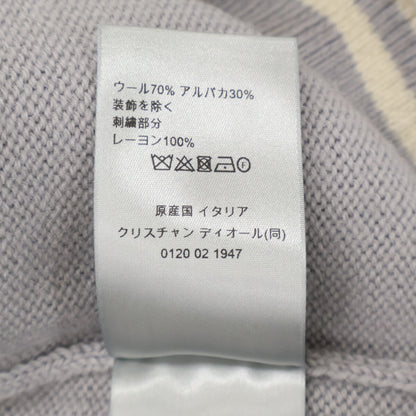 ウール70% アルパカ30%
装飾を除く
刺繍部分
レーヨン100%
原産国 イタリア
クリスチャン ディオール(同)
0120 02 1947